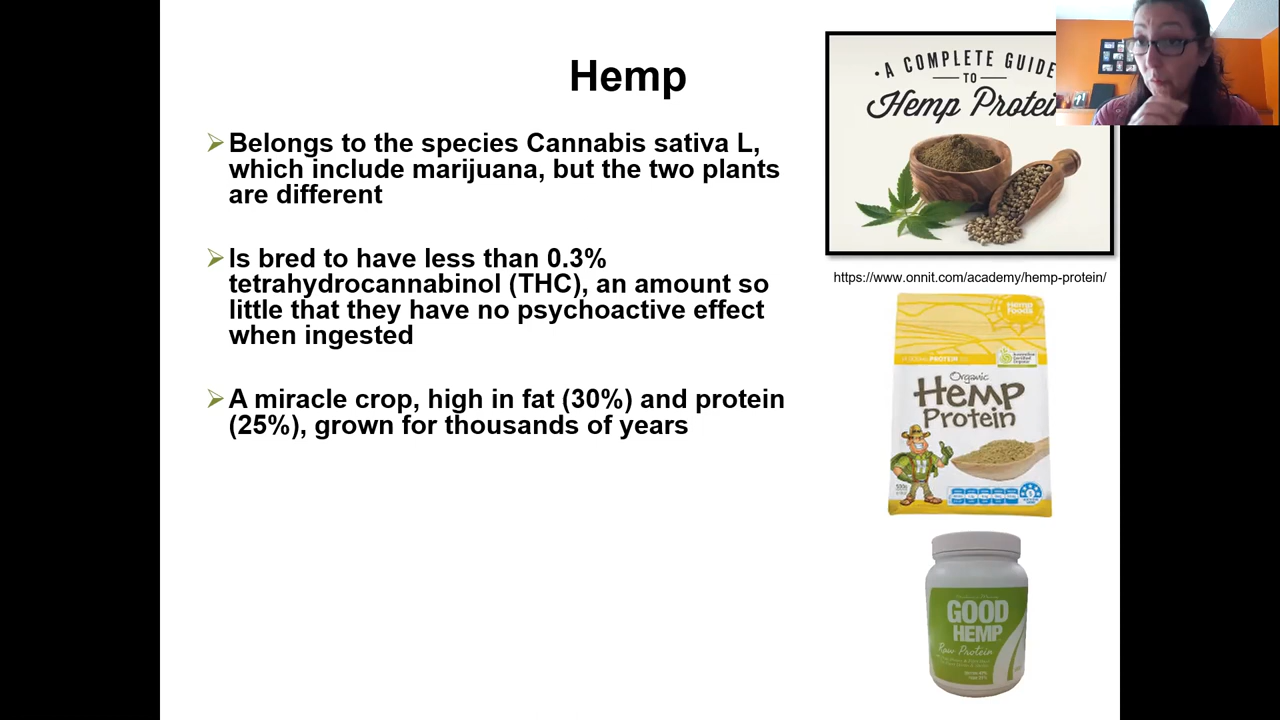 Hemp
Belongs to the species Cannabis sativa L,
which include marijuana, but the two plants
are different
Is bred to have less than 0.3%
tetrahydrocannabinol (THC), an amount so
little that they have no psychoactive effect
when ingested
A miracle crop, high in fat (30%) and protein
(25%), grown for thousands of years
A COMPLETE GUIDE
TO
Hemp Protein
https://www.onnit.com/academy/hemp-protein/
Hemp
Foods
Organic
Hemp
Protein
GOOD
HEMP
Raw Protein